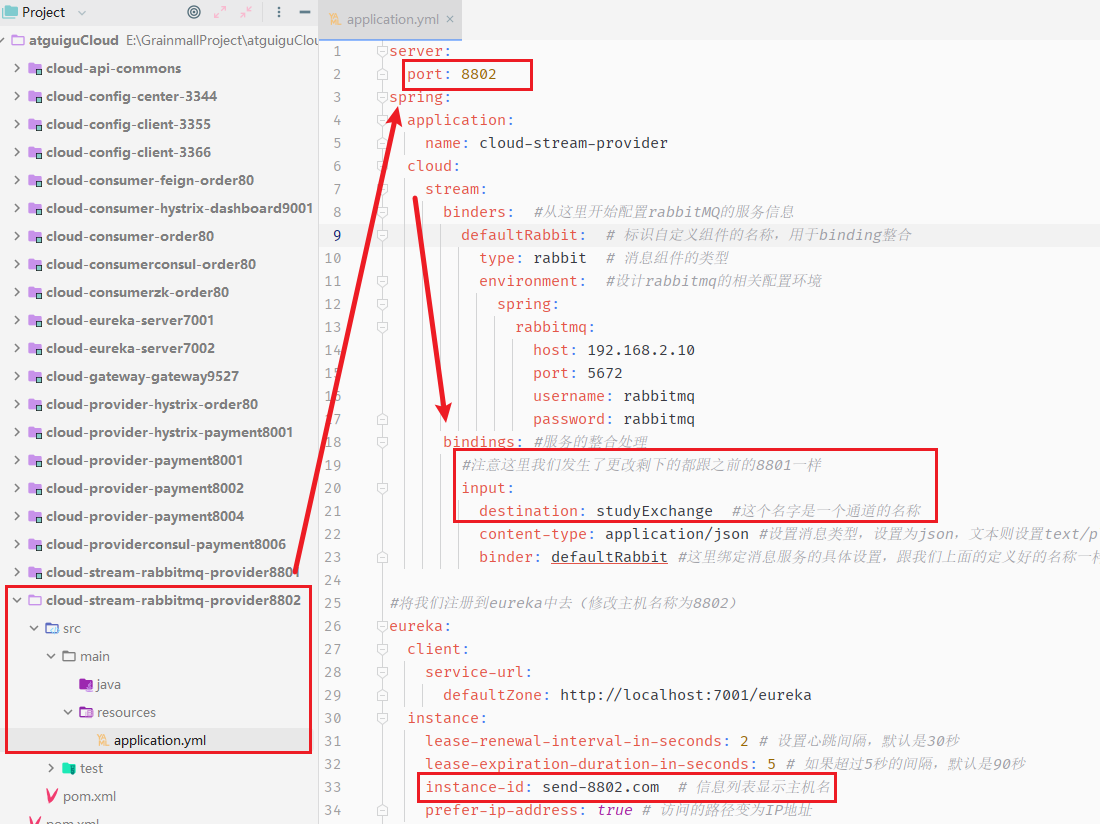 Project
atguiguCloud E:\GrainmallProject\atguiguClou
cloud-api-commons
cloud-config-center-3344
cloud-config-client-3355
cloud-config-client-3366
cloud-consumer-feign-order80
cloud-consumer-hystrix-dashboard9001
cloud-consumer-order80
cloud-consumerconsul-order80
cloud-consumerzk-order80
cloud-eureka-server7001
cloud-eureka-server7002
cloud-gateway-gateway9527
cloud-provider-hystrix-order80
cloud-provider-hystrix-payment8001
cloud-provider-payment8001
cloud-provider-payment8002
cloud-provider-payment8004
cloud-providerconsul-payment8006
cloud-stream-rabbitmq-provider8801
cloud-stream-rabbitmq-provider8802
src
main
java
resources
application.yml
test
pom.xml
pom.xml
application.yml
1 server:
2 port: 8802
3 spring:
4 application:
5 name: cloud-stream-provider
6 cloud:
7 stream:
8 binders: #从这里开始配置rabbitMQ的服务信息
9 defaultRabbit: # 标识自定义组件的名称，用于binding整合
10 type: rabbit # 消息组件的类型
11 environment: #设计rabbitmq的相关配置环境
12 spring:
13 rabbitmq:
14 host: 192.168.2.10
15 port: 5672
16 username: rabbitmq
17 password: rabbitmq
18 bindings: #服务的整合处理
19 #注意这里我们发生了更改剩下的都跟之前的8801一样
20 input:
21 destination: studyExchange #这个名字是一个通道的名称
22 content-type: application/json #设置消息类型，设置为json，文本则设置text/p
23 binder: defaultRabbit #这里绑定消息服务的具体设置，跟我们上面的定义好的名称一样
24
25 #将我们注册到eureka中去（修改主机名称为8802）
26 eureka:
27 client:
28 service-url:
29 defaultZone: http://localhost:7001/eureka
30 instance:
31 lease-renewal-interval-in-seconds: 2 # 设置心跳间隔，默认是30秒
32 lease-expiration-duration-in-seconds: 5 # 如果超过5秒的间隔，默认是90秒
33 instance-id: send-8802.com # 信息列表显示主机名
34 prefer-ip-address: true # 访问的路径变为IP地址